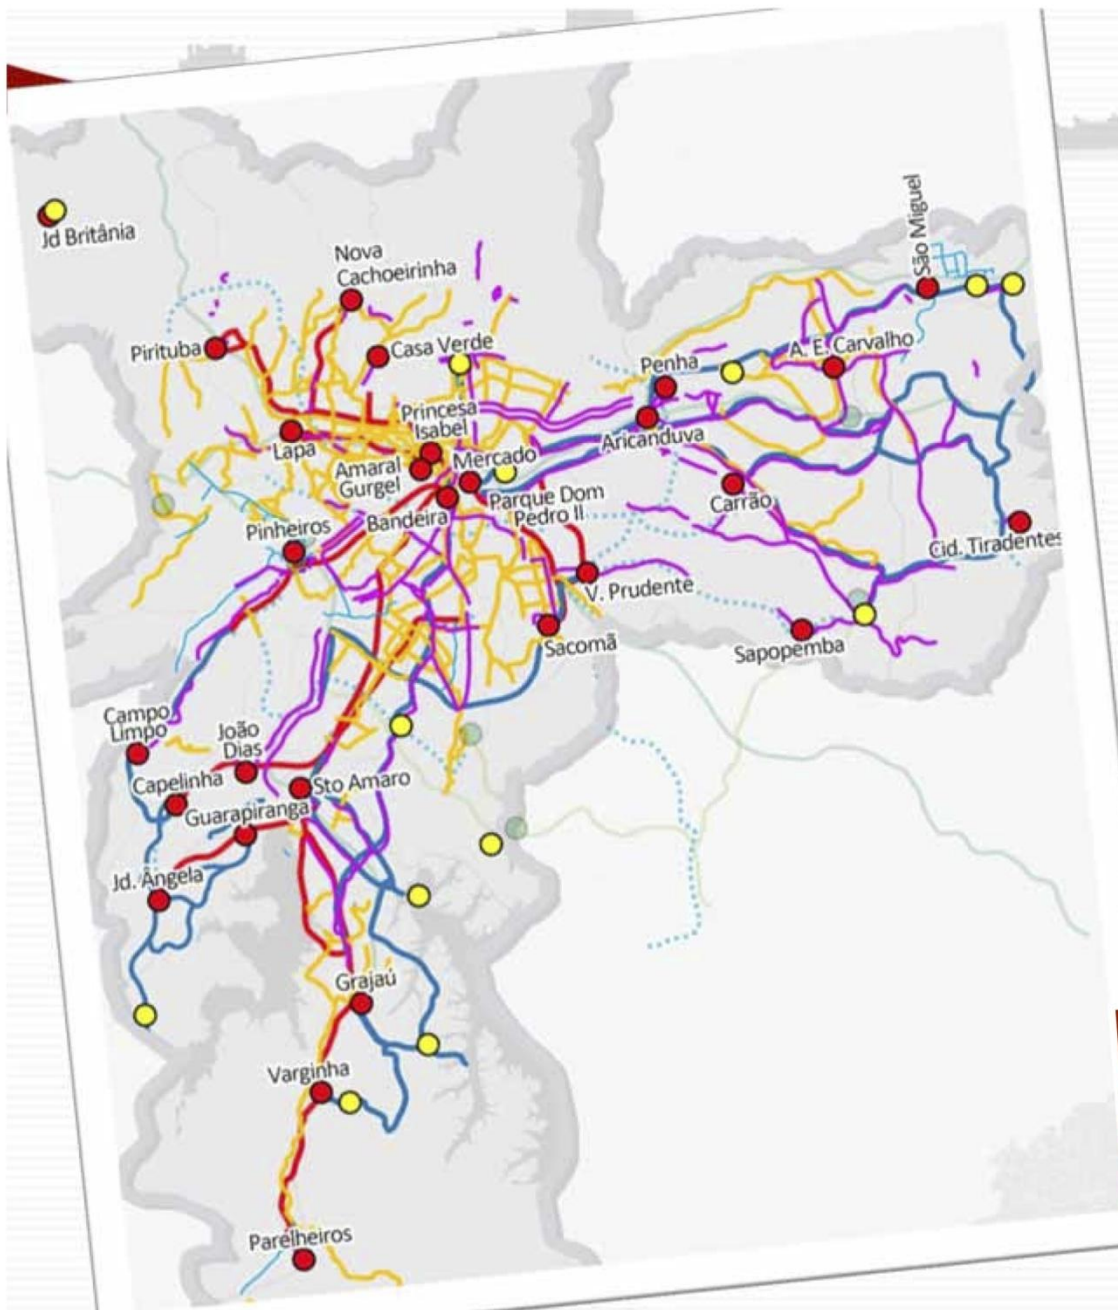 São Miguel
Jd Britânia
Nova
Cachoeirinha
Pirituba
Casa Verde
A. E. Carvalho
Penha
Princesa
Isabel
Lapa
Aricanduva
Amaral
Gurgel
Mercado
Parque Dom
Pedro II
Carrão
Bandeira
Pinheiros
Cid. Tiradentes
V. Prudente
Sacomã
Sapopemba
Campo
Limpo
João
Dias
Capelinha
Sto Amaro
Guarapiranga
Jd. Ângela
Grajaú
Varginha
Parelheiros